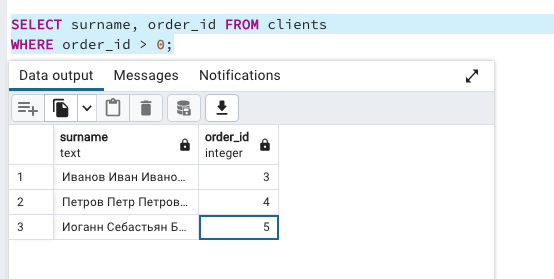 SELECT surname, order_id FROM clients
WHERE order_id > 0;
Data output Messages Notifications
surname order_id
text integer
1 Иванов Иван Ивано... 3
2 Петров Петр Петров... 4
3 Иоганн Себастьян Б... 5